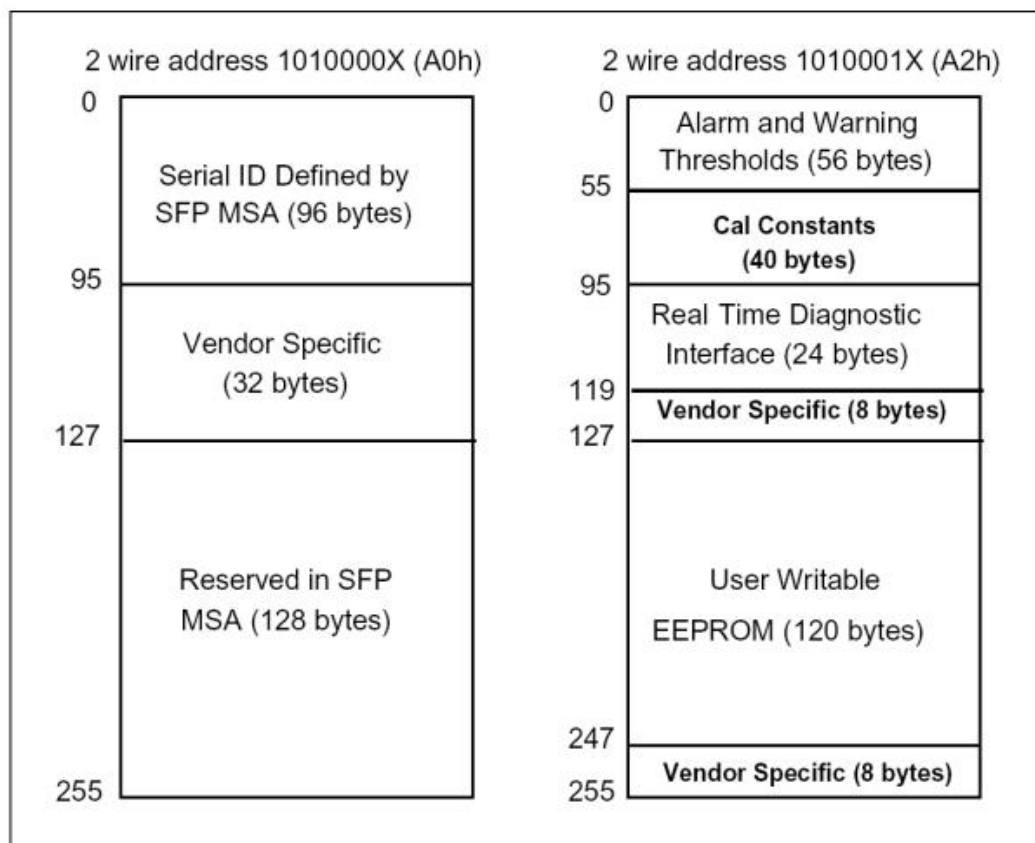 2 wire address 1010000X (A0h)
0
Serial ID Defined by
SFP MSA (96 bytes)
95
Vendor Specific
(32 bytes)
127
Reserved in SFP
MSA (128 bytes)
255
2 wire address 1010001X (A2h)
0
Alarm and Warning
Thresholds (56 bytes)
55
Cal Constants
(40 bytes)
95
Real Time Diagnostic
Interface (24 bytes)
119
Vendor Specific (8 bytes)
127
User Writable
EEPROM (120 bytes)
247
Vendor Specific (8 bytes)
255